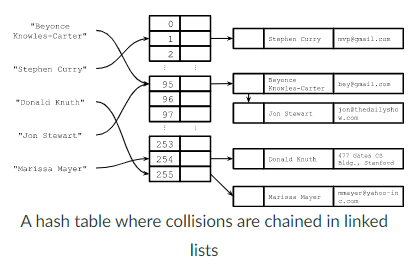 "Beyonce
Knowles-Carter"
"Stephen Curry"
"Donald Knuth"
"Jon Stewart"
"Marissa Mayer"
0
1
2
95
96
97
253
254
255
Stephen Curry
mvp@gmail.com
Beyonce
Knowles-Carter
bey@gmail.com
Jon Stewart
jon@thedailysho
w.com
Donald Knuth
477 Gates CS
Bldg., Stanford
Marissa Mayer
mmayer@yahoo-in
c.com
A hash table where collisions are chained in linked
lists